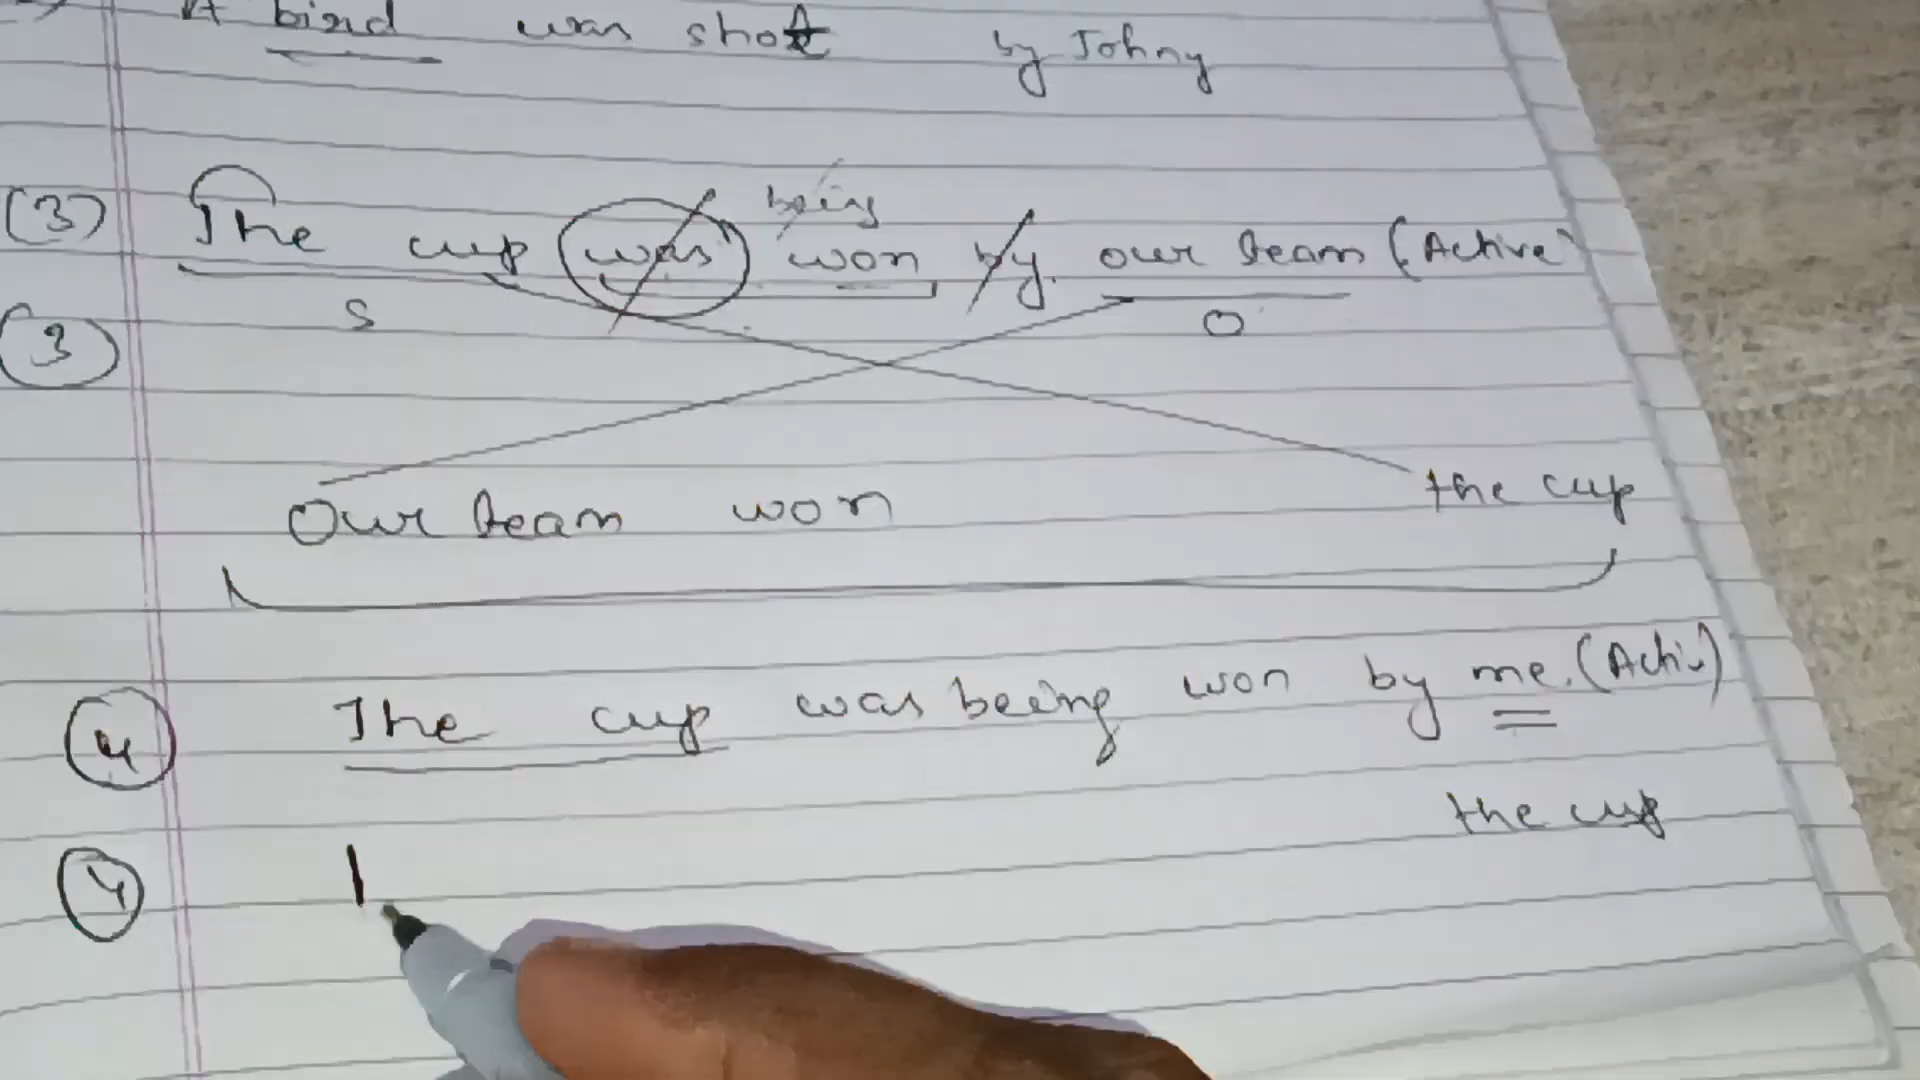 A bird was shot by Johny
being
(3) The cup was won by our team (Active)
S O
3
Our team won the cup
4 The cup was being won by me. (Activ)
the cup
4 I